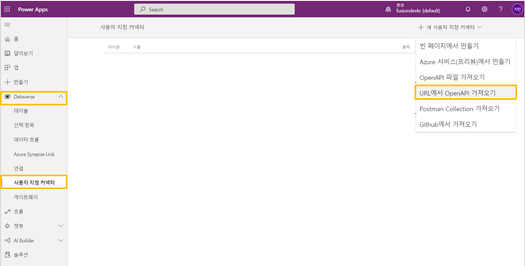 Power Apps
Search
환경
fusiondevkr (default)
사용자 지정 커넥터
+ 새 사용자 지정 커넥터
홈
알아보기
앱
만들기
Dataverse
테이블
선택 항목
데이터 흐름
Azure Synapse Link
연결
사용자 지정 커넥터
게이트웨이
흐름
챗봇
AI Builder
솔루션
아이콘 이름 동작
빈 페이지에서 만들기
Azure 서비스(프리뷰)에서 만들기
OpenAPI 파일 가져오기
URL에서 OpenAPI 가져오기
Postman Collection 가져오기
Github에서 가져오기